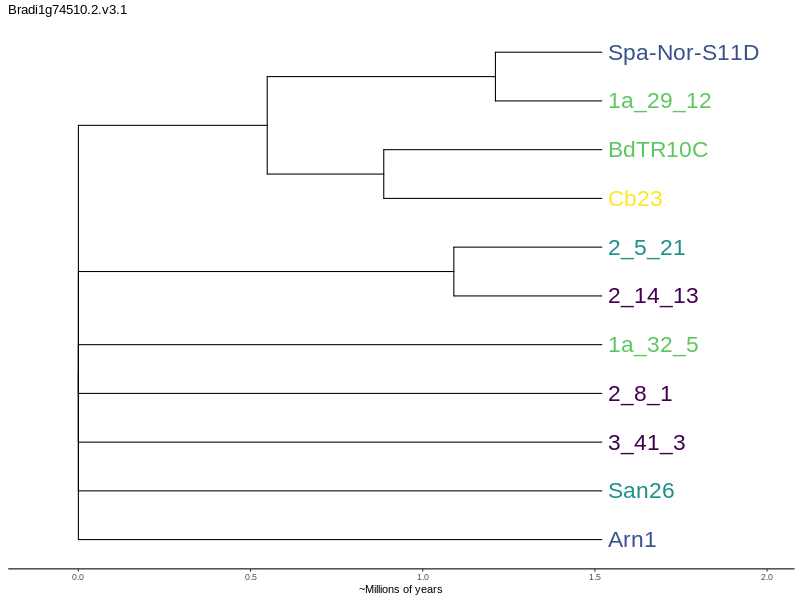 Bradi1g74510.2.v3.1
Spa-Nor-S11D
1a_29_12
BdTR10C
Cb23
2_5_21
2_14_13
1a_32_5
2_8_1
3_41_3
San26
Arn1
0.0 0.5 1.0 1.5 2.0
~Millions of years